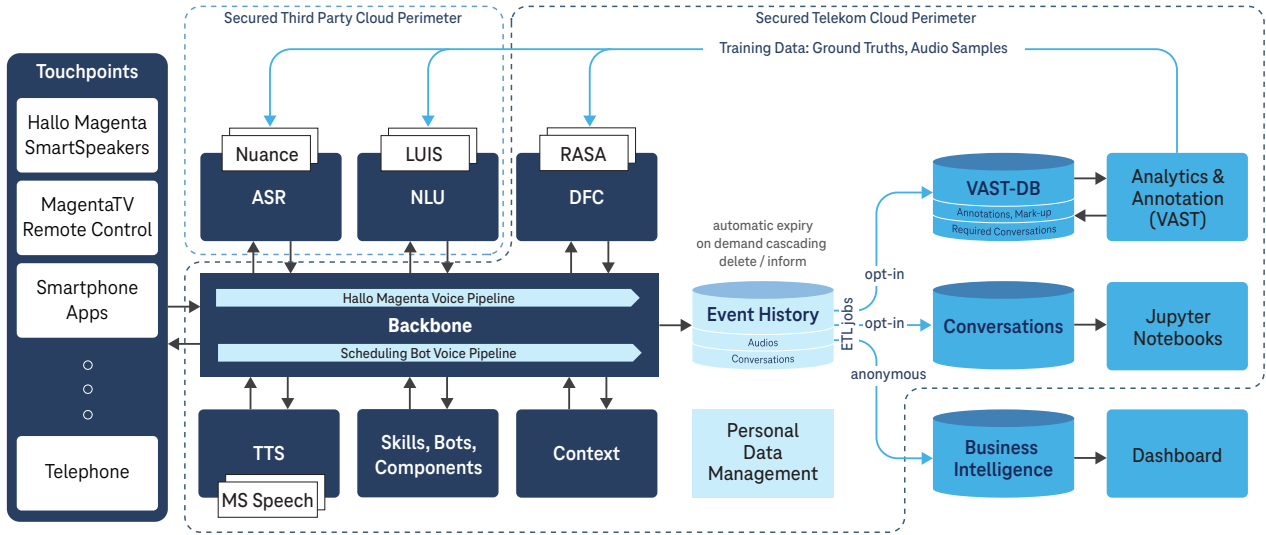 Secured Third Party Cloud Perimeter
Secured Telekom Cloud Perimeter
Training Data: Ground Truths, Audio Samples
Touchpoints
Hallo Magenta
SmartSpeakers
MagentaTV
Remote Control
Smartphone
Apps
Telephone
Nuance
ASR
LUIS
NLU
RASA
DFC
Hallo Magenta Voice Pipeline
Backbone
Scheduling Bot Voice Pipeline
TTS
MS Speech
Skills, Bots,
Components
Context
automatic expiry
on demand cascading
delete / inform
Event History
Audios
Conversations
Personal
Data
Management
ETL jobs
opt-in
opt-in
anonymous
VAST-DB
Annotations, Mark-up
Required Conversations
Analytics &
Annotation
(VAST)
Conversations
Jupyter
Notebooks
Business
Intelligence
Dashboard